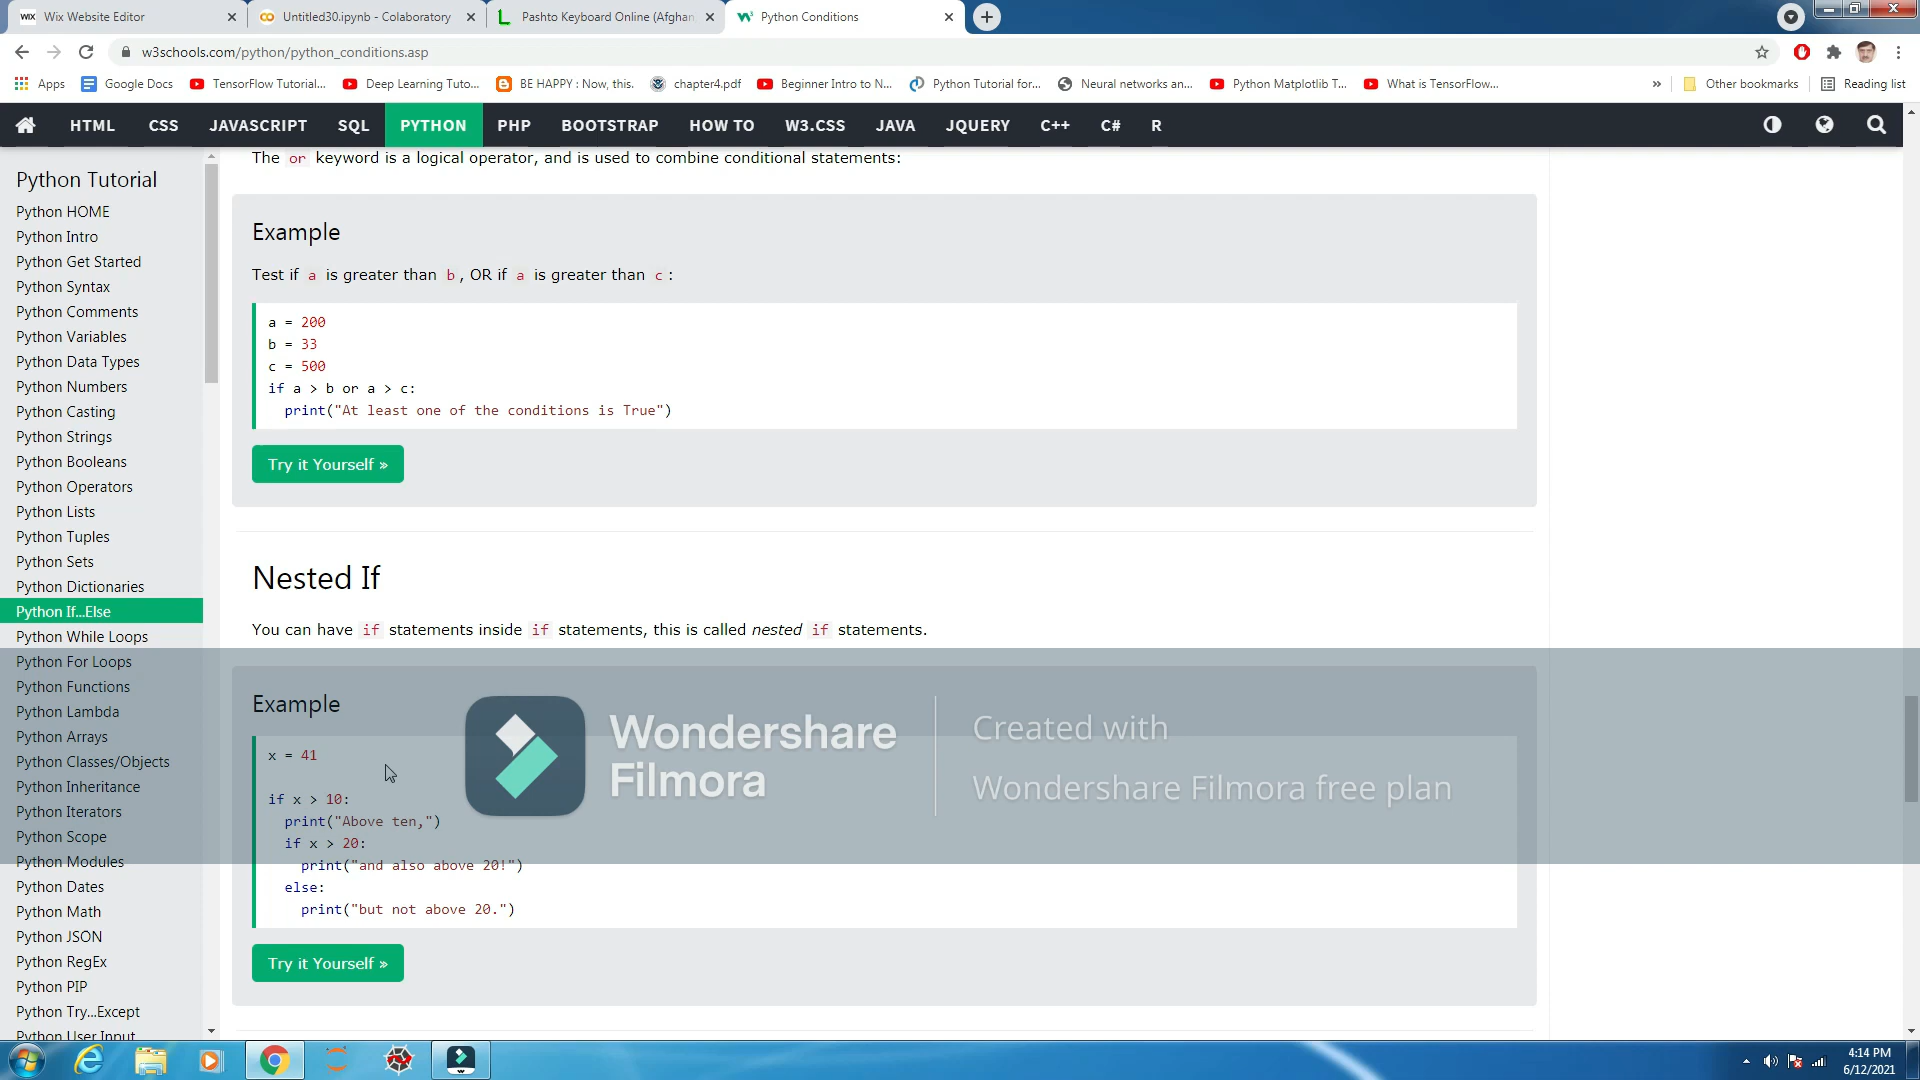 Wix Website Editor
Untitled30.ipynb - Colaboratory
Pashto Keyboard Online (Afghan
Python Conditions
w3schools.com/python/python_conditions.asp
Apps
Google Docs
TensorFlow Tutorial...
Deep Learning Tuto...
BE HAPPY : Now, this.
chapter4.pdf
Beginner Intro to N...
Python Tutorial for...
Neural networks an...
Python Matplotlib T...
What is TensorFlow...
»
Other bookmarks
Reading list
HTML
CSS
JAVASCRIPT
SQL
PYTHON
PHP
BOOTSTRAP
HOW TO
W3.CSS
JAVA
JQUERY
C++
C#
R
Python Tutorial
Python HOME
Python Intro
Python Get Started
Python Syntax
Python Comments
Python Variables
Python Data Types
Python Numbers
Python Casting
Python Strings
Python Booleans
Python Operators
Python Lists
Python Tuples
Python Sets
Python Dictionaries
Python If...Else
Python While Loops
Python For Loops
Python Functions
Python Lambda
Python Arrays
Python Classes/Objects
Python Inheritance
Python Iterators
Python Scope
Python Modules
Python Dates
Python Math
Python JSON
Python RegEx
Python PIP
Python Try...Except
Python User Input
The or keyword is a logical operator, and is used to combine conditional statements:
Example
Test if a is greater than b, OR if a is greater than c:
a = 200
b = 33
c = 500
if a > b or a > c:
  print("At least one of the conditions is True")
Try it Yourself »
Nested If
You can have if statements inside if statements, this is called nested if statements.
Example
x = 41
if x > 10:
  print("Above ten,")
  if x > 20:
    print("and also above 20!")
  else:
    print("but not above 20.")
Try it Yourself »
Wondershare
Filmora
Created with
Wondershare Filmora free plan
4:14 PM
6/12/2021